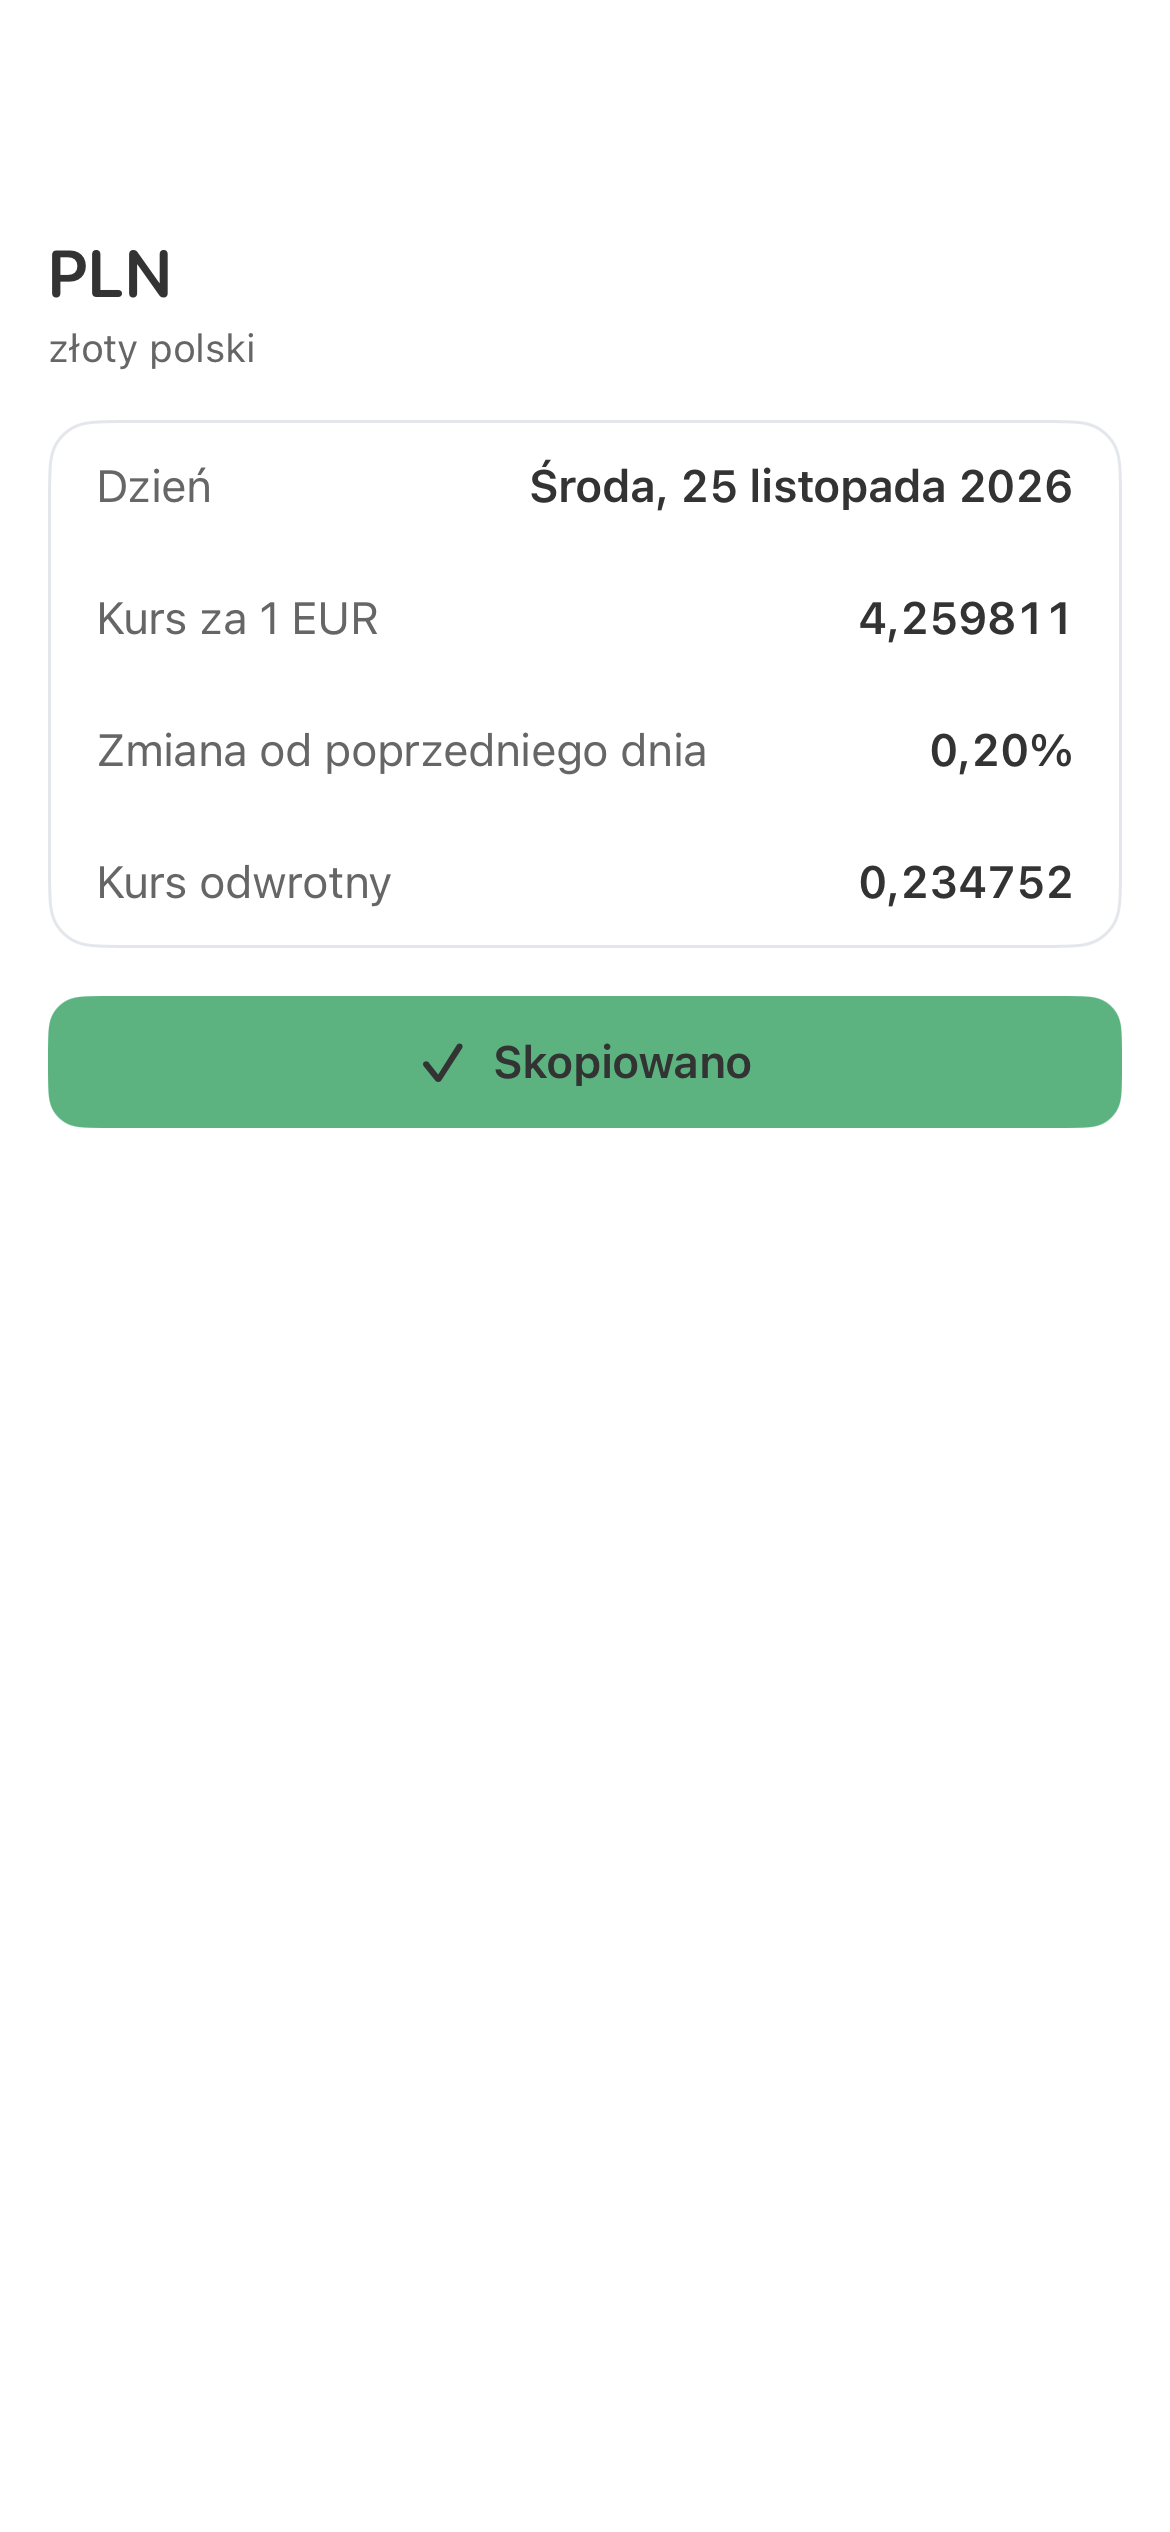 PLN
złoty polski
Dzień Środa, 25 listopada 2026
Kurs za 1 EUR 4,259811
Zmiana od poprzedniego dnia 0,20%
Kurs odwrotny 0,234752
Skopiowano